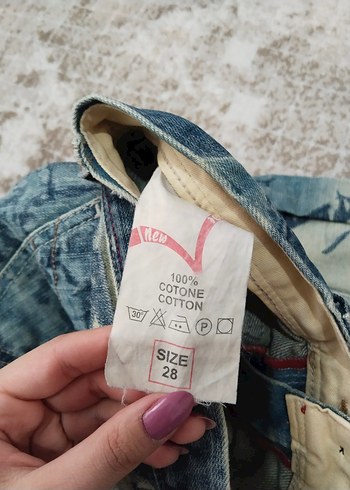 New
100%
COTONE
COTTON
30°
P
SIZE
28